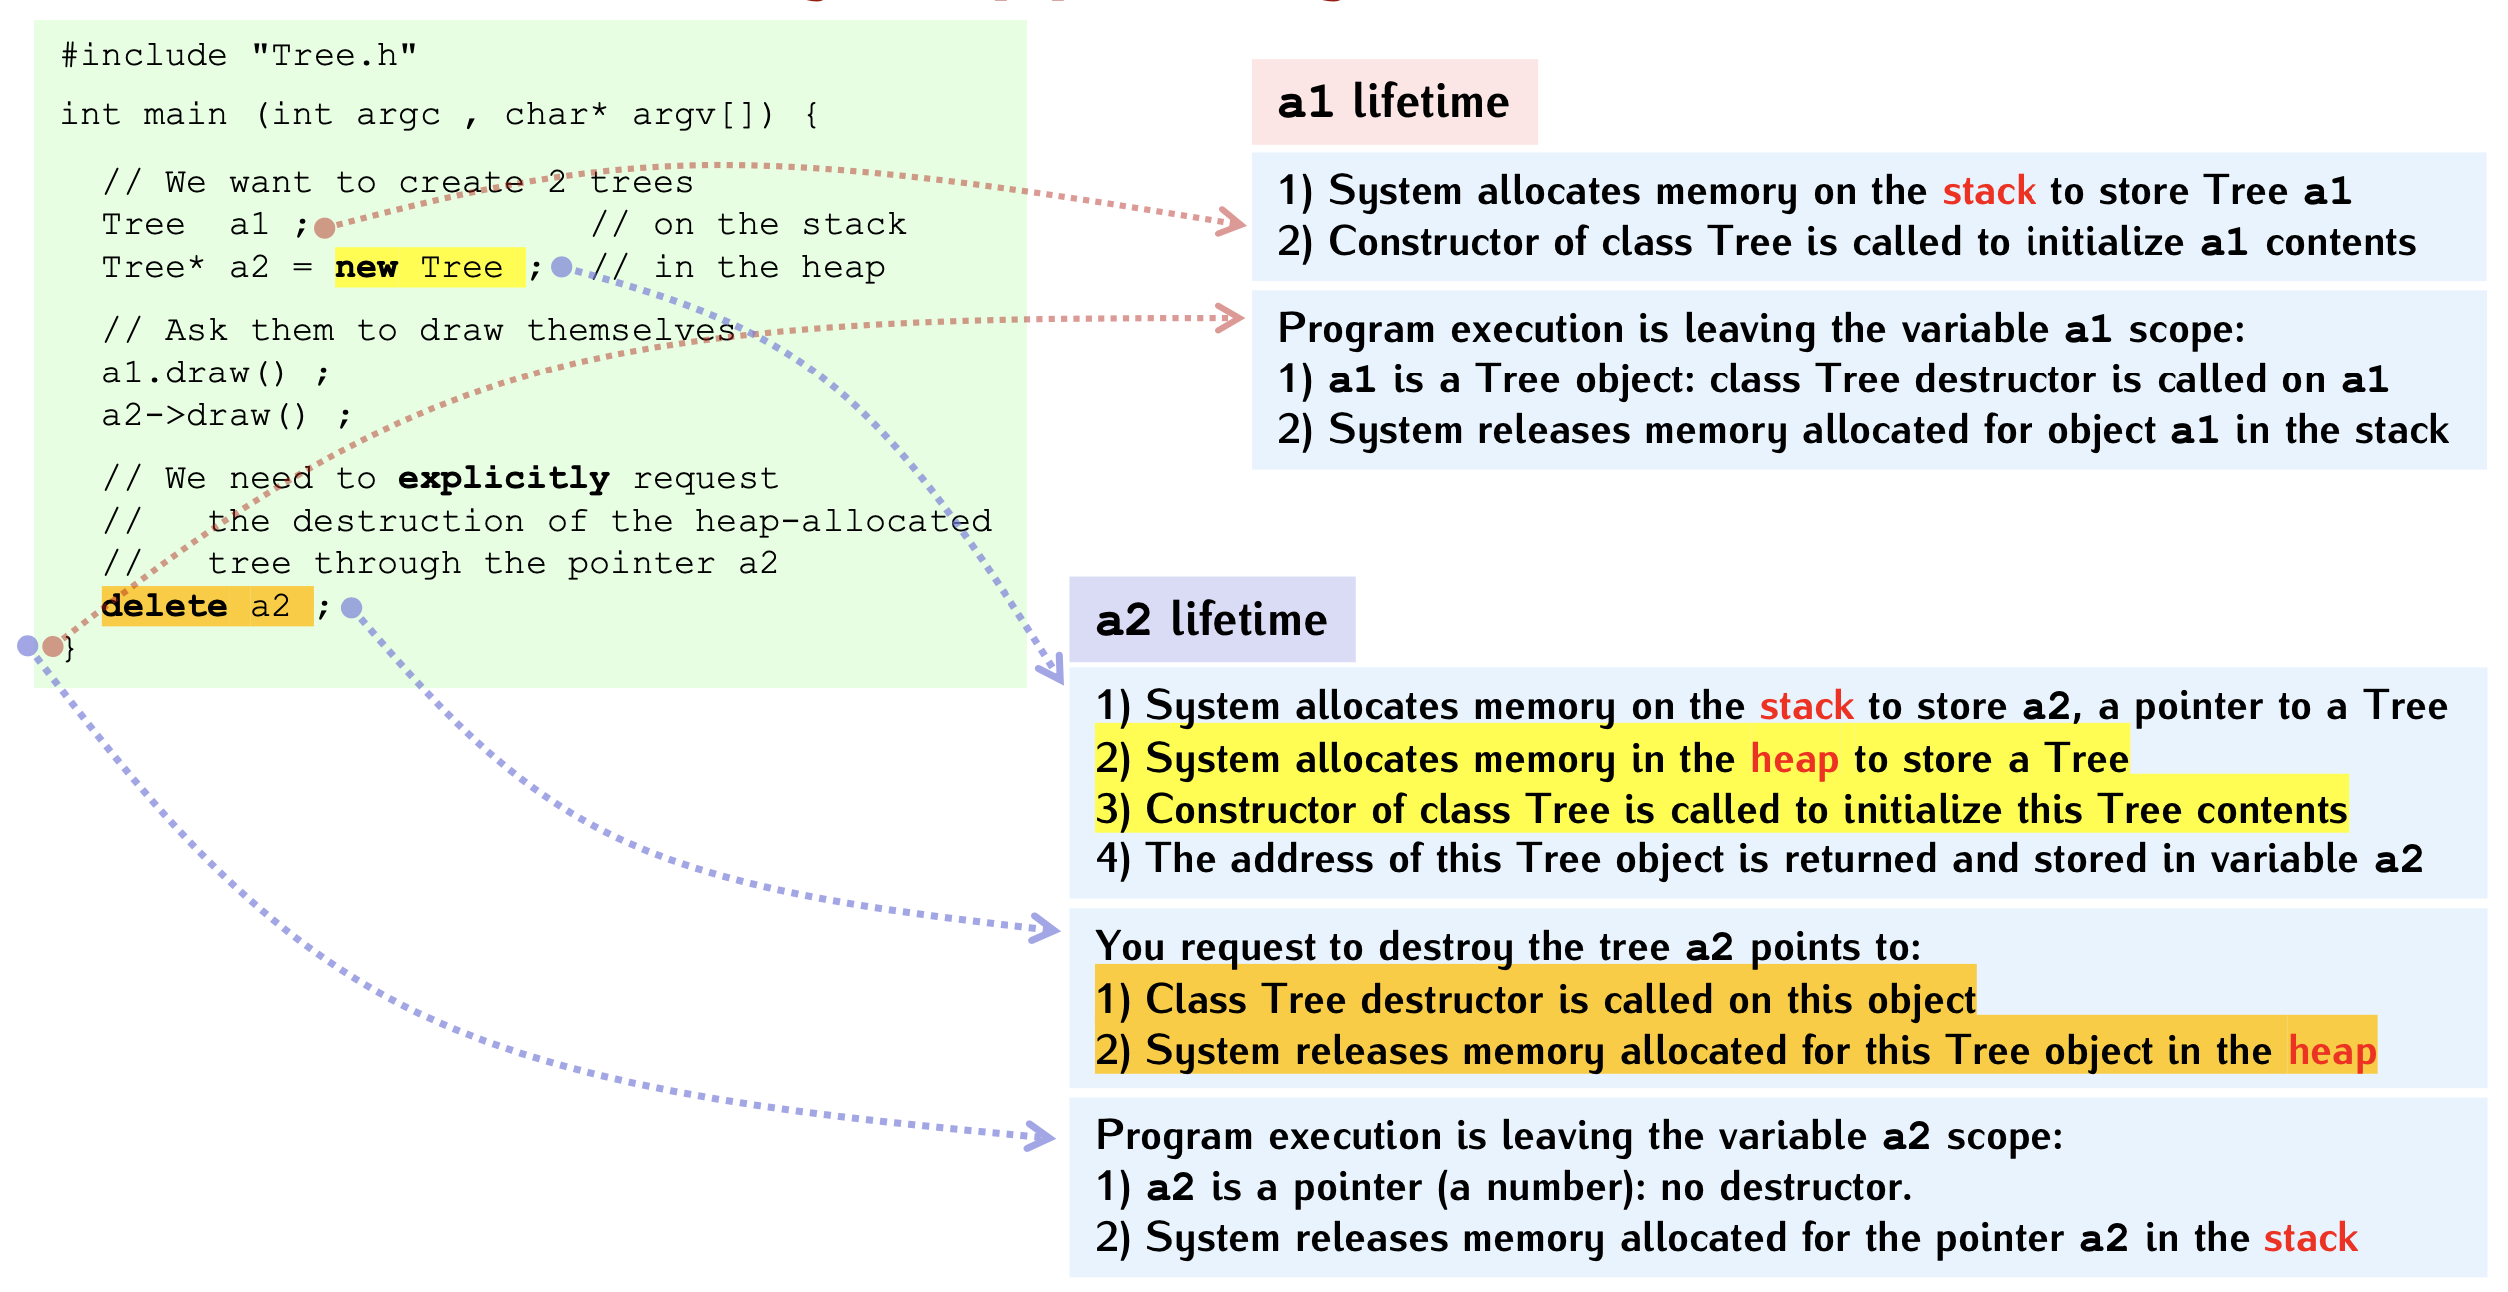 #include "Tree.h"
int main (int argc , char* argv[]) {
// We want to create 2 trees
Tree  a1 ;             // on the stack
Tree* a2 = new Tree ;  // in the heap
// Ask them to draw themselves
a1.draw() ;
a2->draw() ;
// We need to explicitly request
//   the destruction of the heap-allocated
//   tree through the pointer a2
delete a2 ;
}
a1 lifetime
1) System allocates memory on the stack to store Tree a1
2) Constructor of class Tree is called to initialize a1 contents
Program execution is leaving the variable a1 scope:
1) a1 is a Tree object: class Tree destructor is called on a1
2) System releases memory allocated for object a1 in the stack
a2 lifetime
1) System allocates memory on the stack to store a2, a pointer to a Tree
2) System allocates memory in the heap to store a Tree
3) Constructor of class Tree is called to initialize this Tree contents
4) The address of this Tree object is returned and stored in variable a2
You request to destroy the tree a2 points to:
1) Class Tree destructor is called on this object
2) System releases memory allocated for this Tree object in the heap
Program execution is leaving the variable a2 scope:
1) a2 is a pointer (a number): no destructor.
2) System releases memory allocated for the pointer a2 in the stack